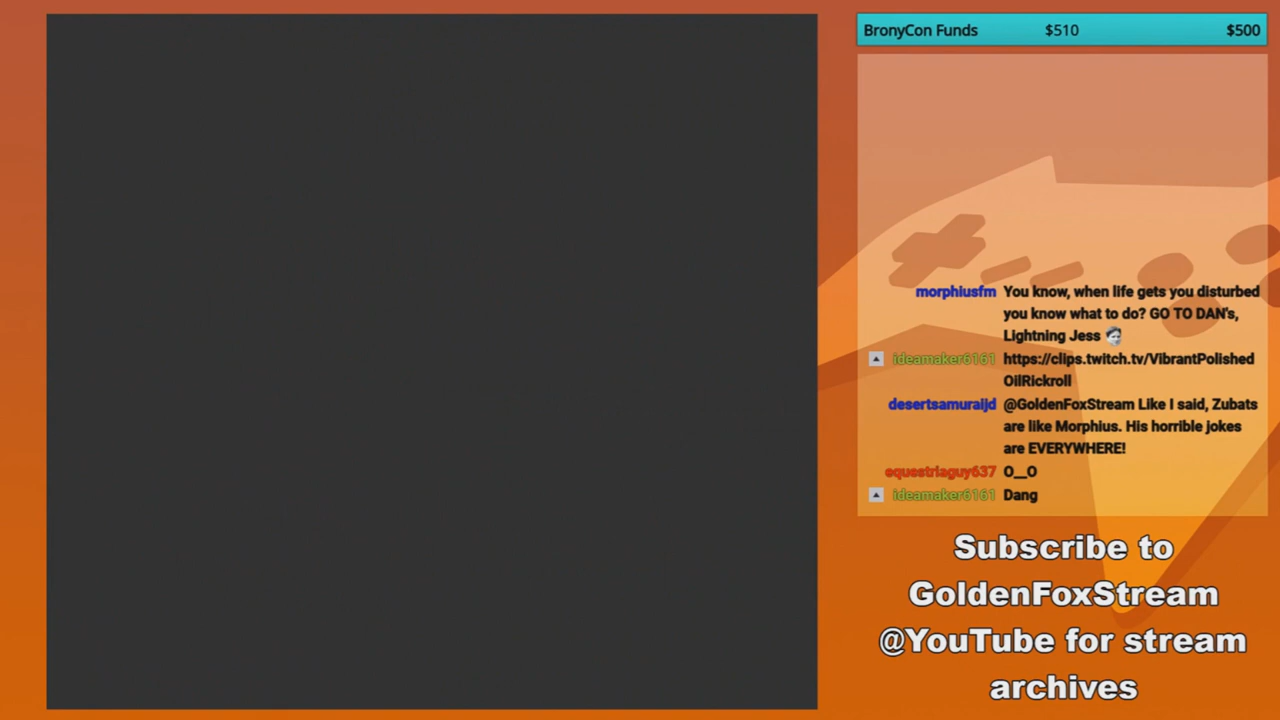 BronyCon Funds $510 $500
morphiusfm You know, when life gets you disturbed
you know what to do? GO TO DAN's,
Lightning Jess
ideamaker6161 https://clips.twitch.tv/VibrantPolished
OilRickroll
desertsamuraijd @GoldenFoxStream Like I said, Zubats
are like Morphius. His horrible jokes
are EVERYWHERE!
equestriaguy637 O__O
ideamaker6161 Dang
Subscribe to
GoldenFoxStream
@YouTube for stream
archives